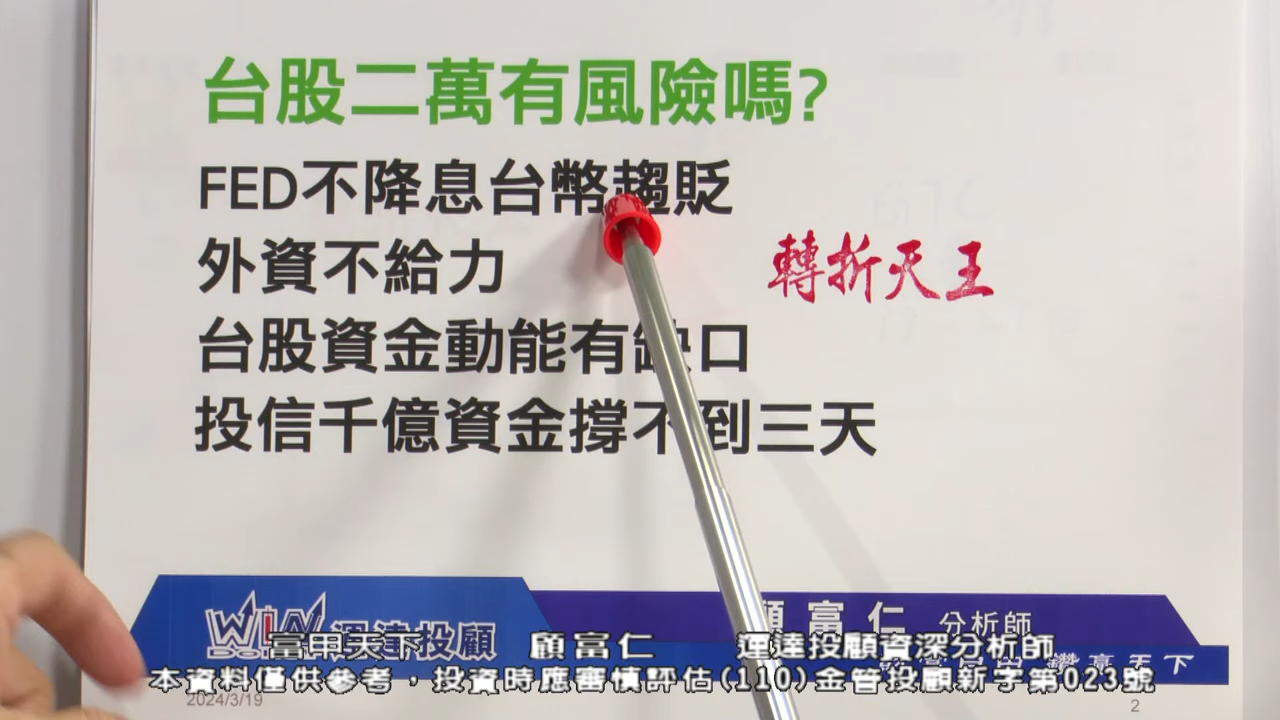 台股二萬有風險嗎?
FED不降息台幣趨貶
外資不給力
轉折天王
台股資金動能有缺口
投信千億資金撐不到三天
WIN 運達投顧
顧富仁 分析師
富甲天下 顧富仁 運達投顧資深分析師
本資料僅供參考,投資時應審慎評估(110)金管投顧新字第023號
2024/3/19
2